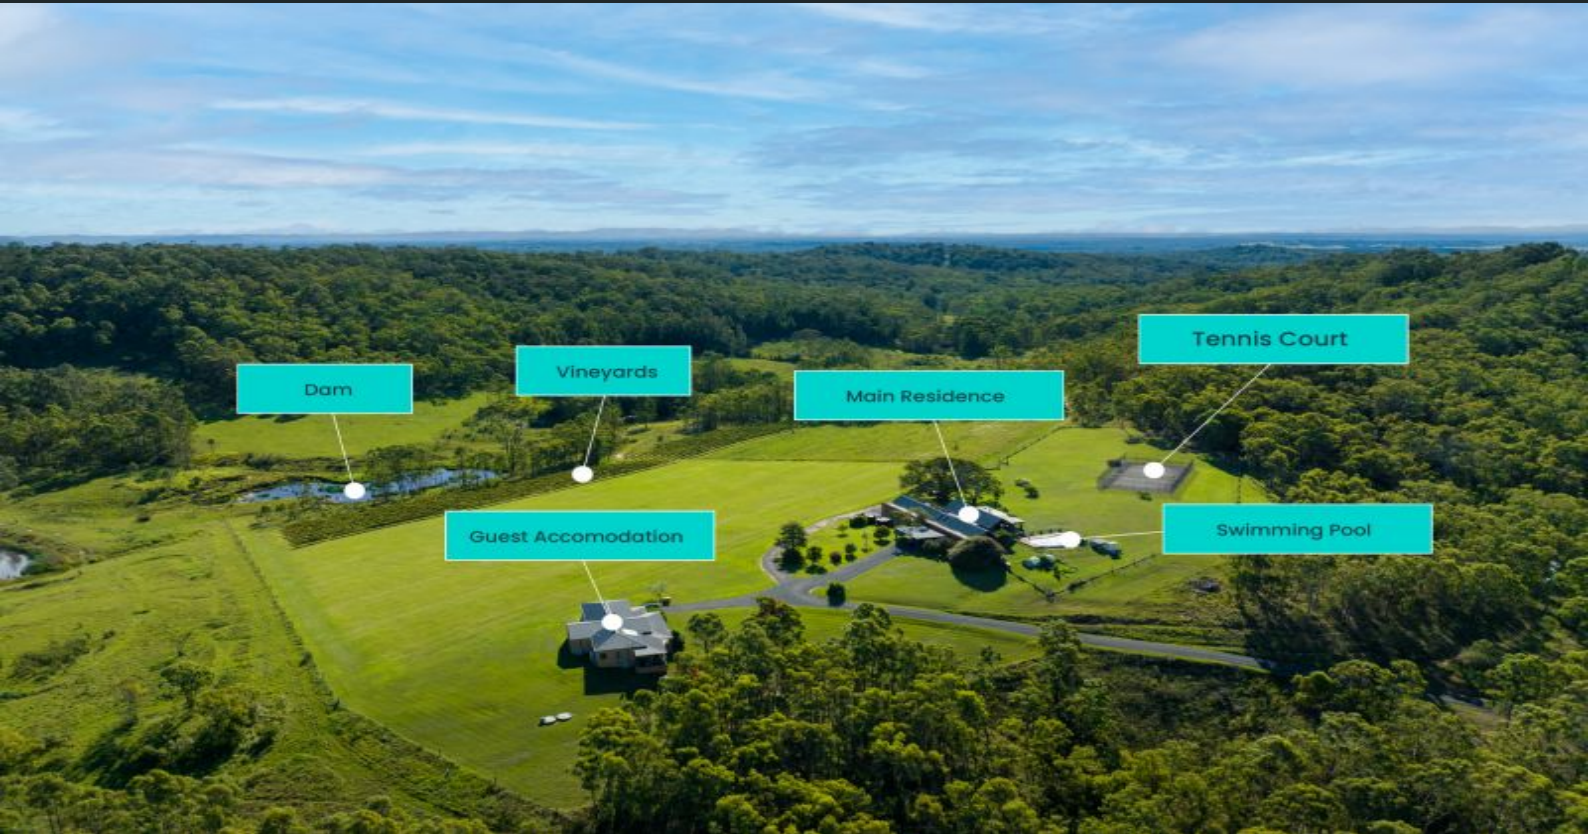 Tennis Court
Vineyards
Dam
Main Residence
Guest Accomodation
Swimming Pool